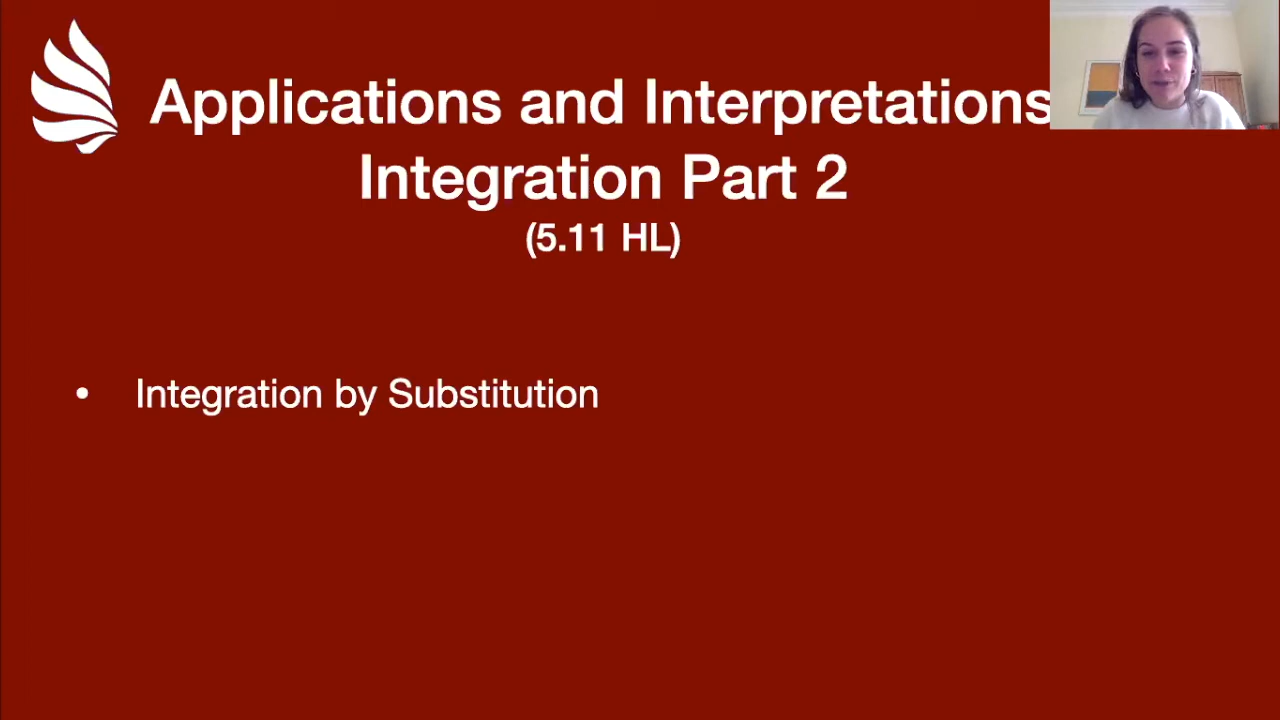 Applications and Interpretations
Integration Part 2
(5.11 HL)
• Integration by Substitution